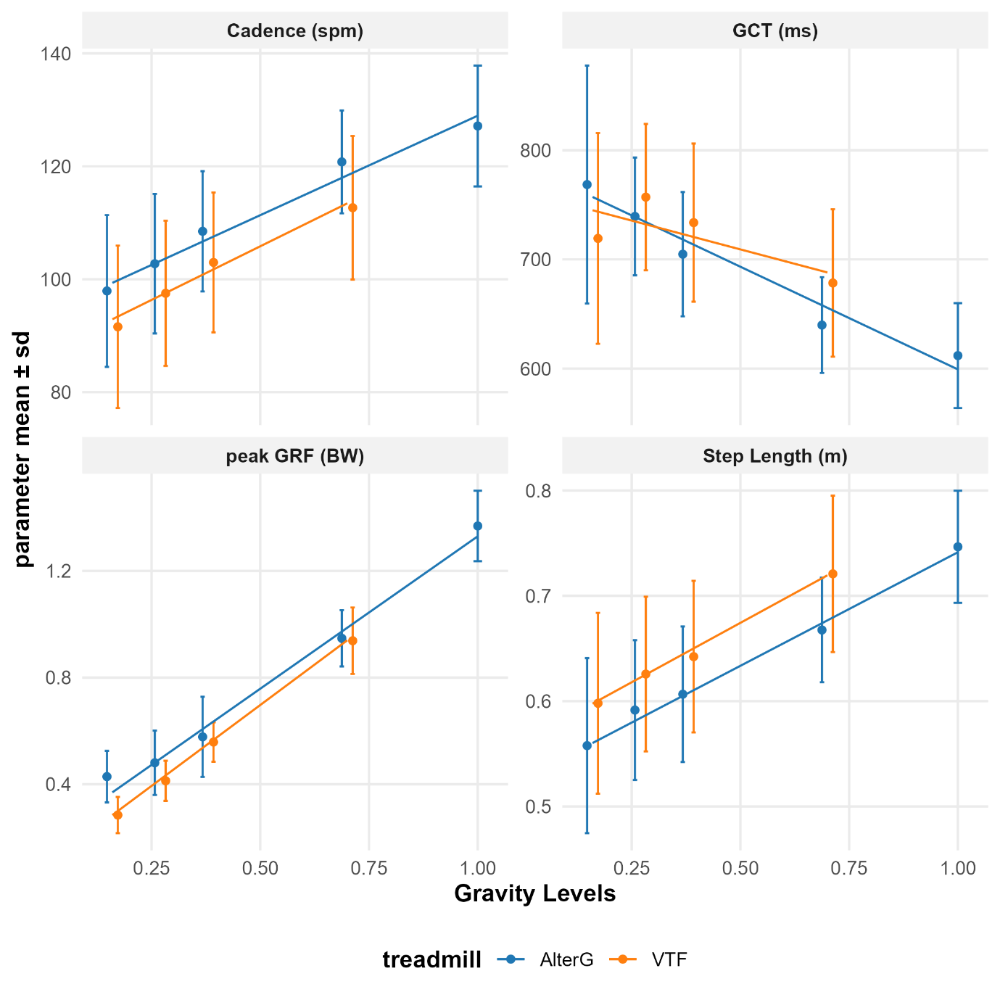 Cadence (spm)
GCT (ms)
140
120
100
80
800
700
600
parameter mean ± sd
peak GRF (BW)
Step Length (m)
1.2
0.8
0.4
0.8
0.7
0.6
0.5
0.25 0.50 0.75 1.00
0.25 0.50 0.75 1.00
Gravity Levels
treadmill AlterG VTF